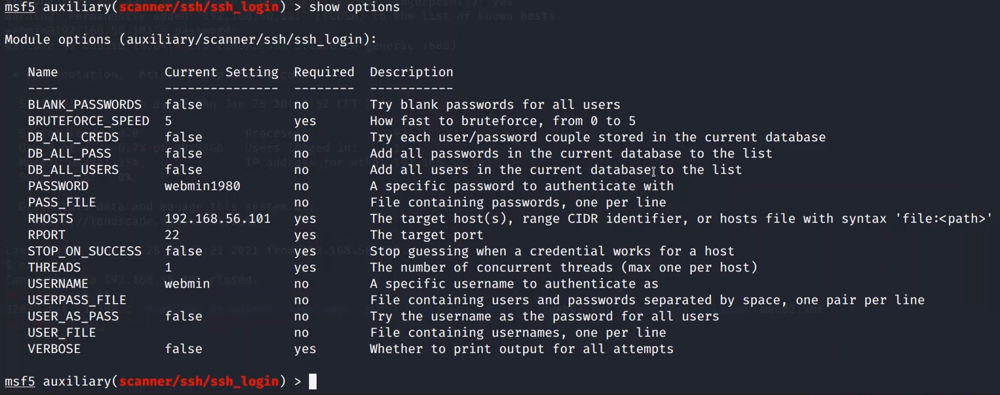 msf5 auxiliary(scanner/ssh/ssh_login) > show options
Module options (auxiliary/scanner/ssh/ssh_login):
Name Current Setting Required Description
---- --------------- -------- -----------
BLANK_PASSWORDS false no Try blank passwords for all users
BRUTEFORCE_SPEED 5 yes How fast to bruteforce, from 0 to 5
DB_ALL_CREDS false no Try each user/password couple stored in the current database
DB_ALL_PASS false no Add all passwords in the current database to the list
DB_ALL_USERS false no Add all users in the current database to the list
PASSWORD webmin1980 no A specific password to authenticate with
PASS_FILE no File containing passwords, one per line
RHOSTS 192.168.56.101 yes The target host(s), range CIDR identifier, or hosts file with syntax 'file:<path>'
RPORT 22 yes The target port
STOP_ON_SUCCESS false yes Stop guessing when a credential works for a host
THREADS 1 yes The number of concurrent threads (max one per host)
USERNAME webmin no A specific username to authenticate as
USERPASS_FILE no File containing users and passwords separated by space, one pair per line
USER_AS_PASS false no Try the username as the password for all users
USER_FILE no File containing usernames, one per line
VERBOSE false yes Whether to print output for all attempts
msf5 auxiliary(scanner/ssh/ssh_login) >